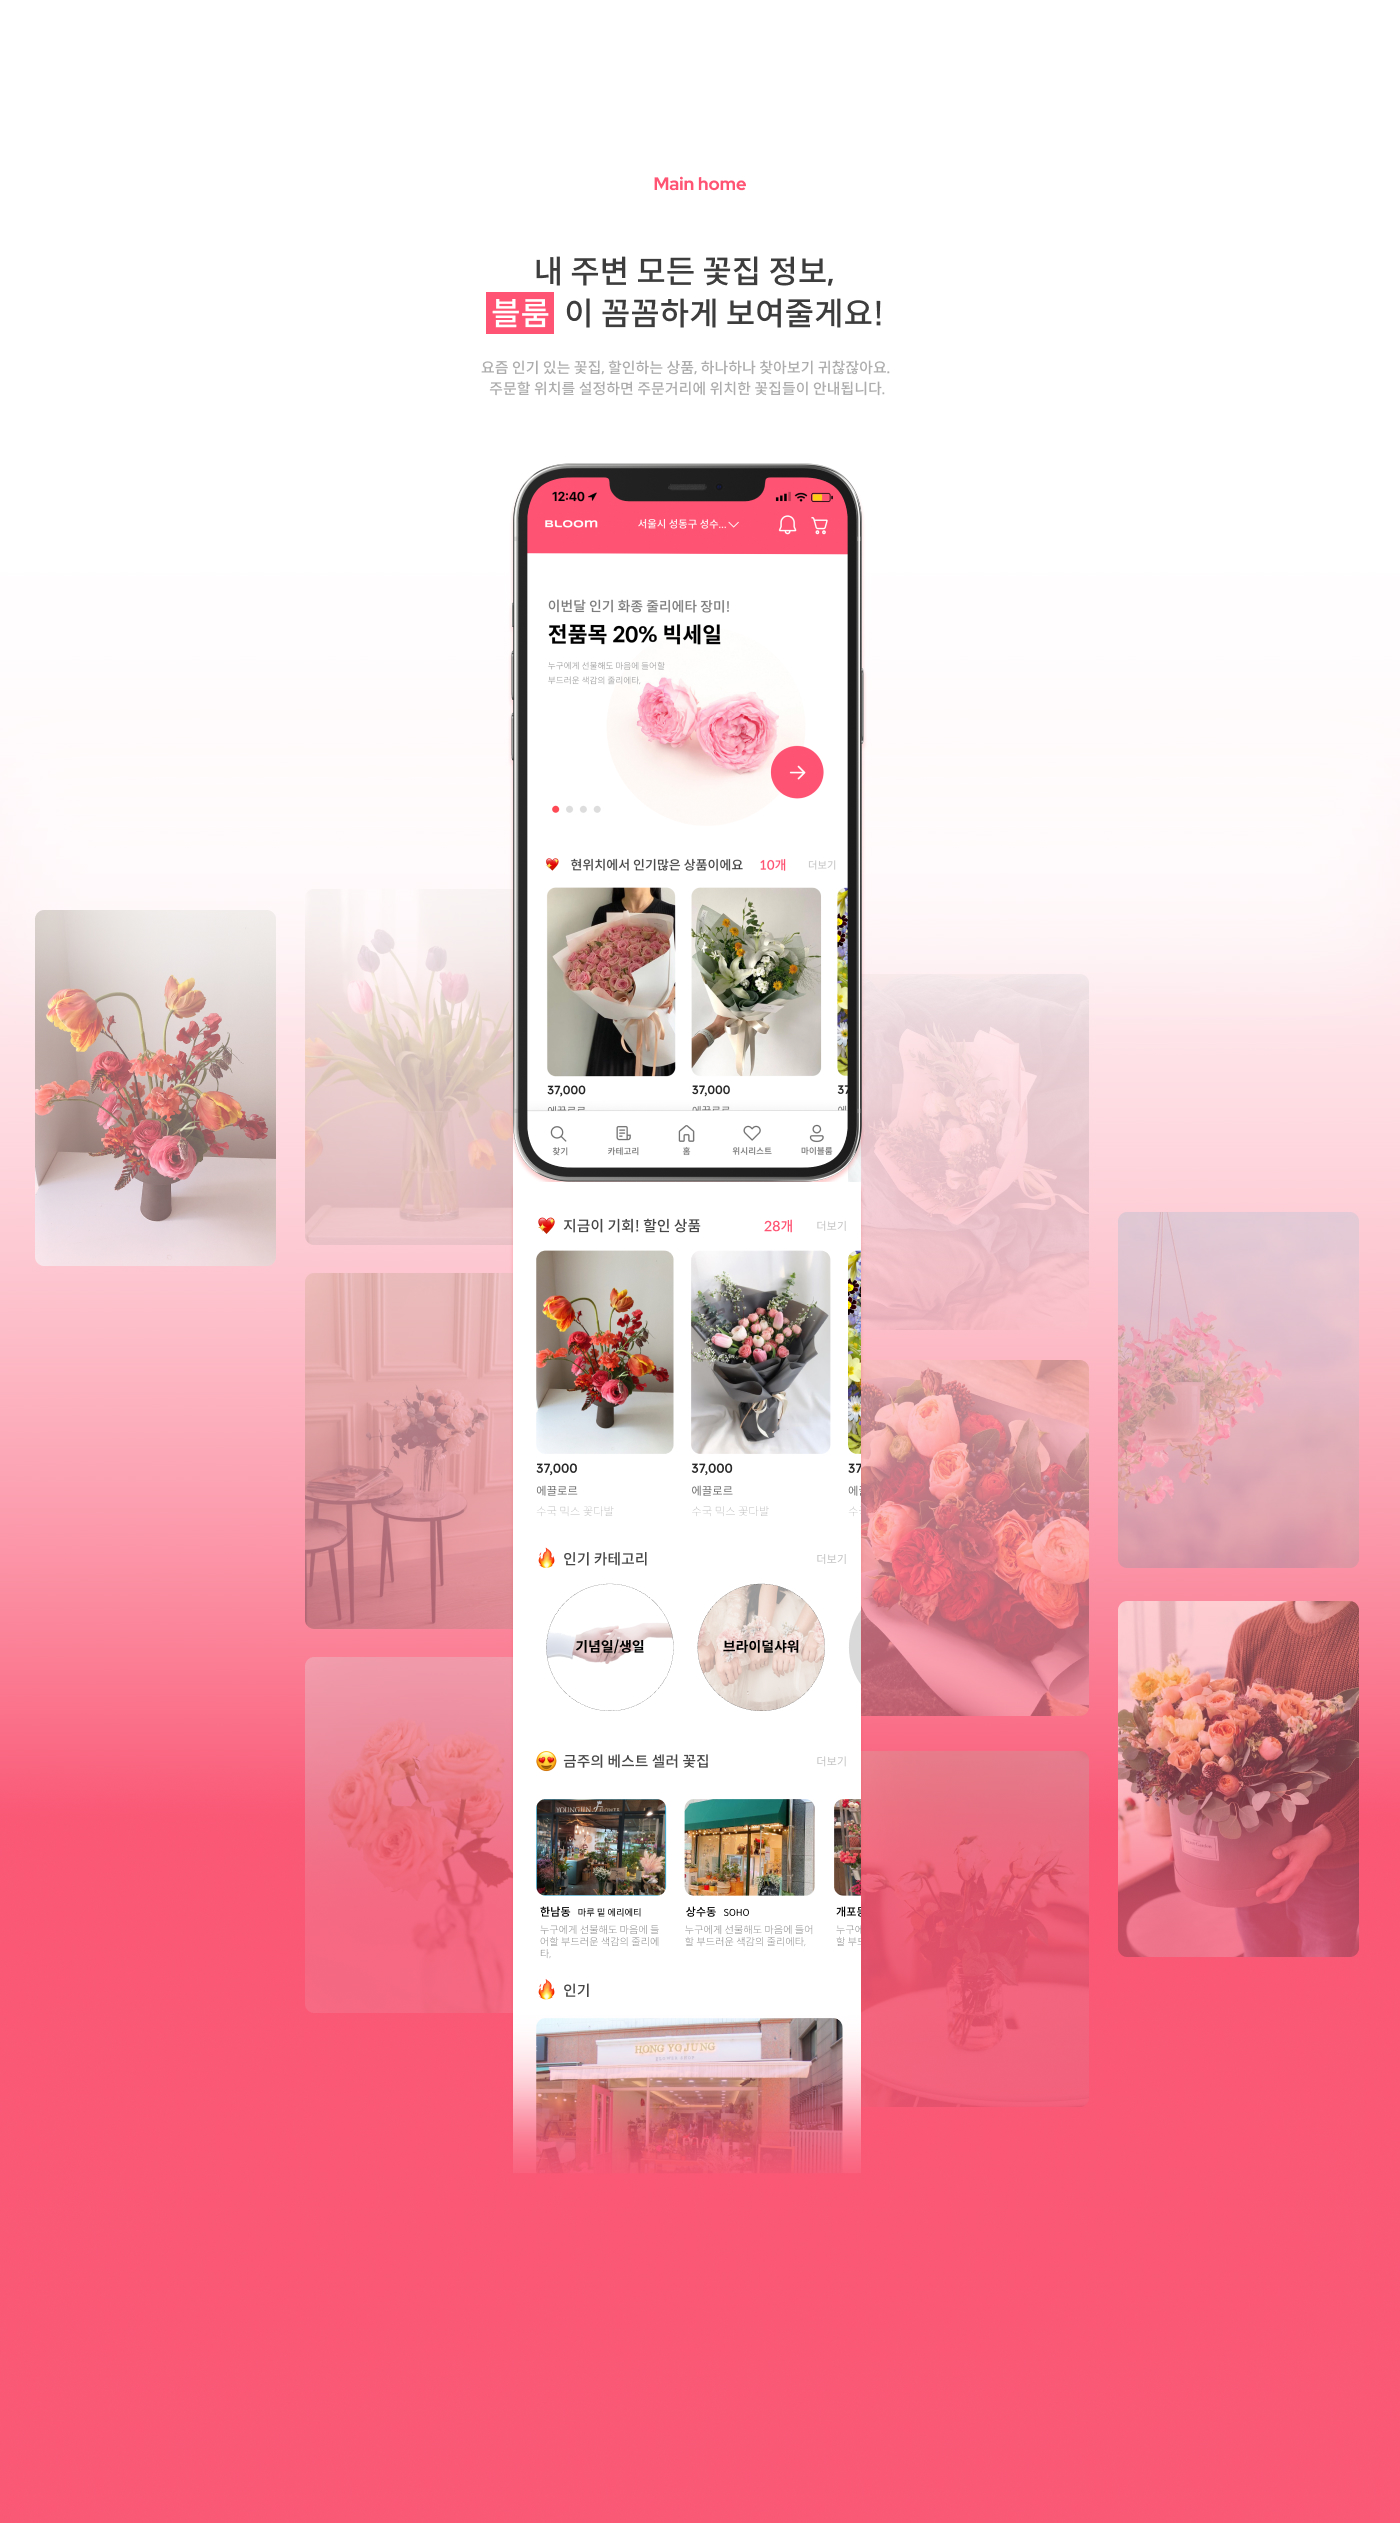 Main home
내 주변 모든 꽃집 정보,
블룸 이 꼼꼼하게 보여줄게요!
요즘 인기 있는 꽃집, 할인하는 상품, 하나하나 찾아보기 귀찮잖아요.
주문할 위치를 설정하면 주문거리에 위치한 꽃집들이 안내됩니다.
12:40
BLOOM 서울시 성동구 성수...
이번달 인기 화종 줄리에타 장미!
전품목 20% 빅세일
누구에게 선물해도 마음에 들어할
부드러운 색감의 줄리에타.
현위치에서 인기많은 상품이에요 10개 더보기
37,000 37,000 37
에끌로르 에끌로르
찾기 카테고리 홈 위시리스트 마이블룸
지금이 기회! 할인 상품 28개 더보기
37,000 37,000 37
에끌로르 에끌로르
수국 믹스 꽃다발 수국 믹스 꽃다발 수
인기 카테고리 더보기
기념일/생일 브라이덜샤워
금주의 베스트 셀러 꽃집 더보기
한남동 마루 밑 에리에티 상수동 SOHO 개포동
누구에게 선물해도 마음에 들 누구에게 선물해도 마음에 들어 누구에
어할 부드러운 색감의 줄리에 할 부드러운 색감의 줄리에타. 할 부드
타.
인기
HONG YOJUNG